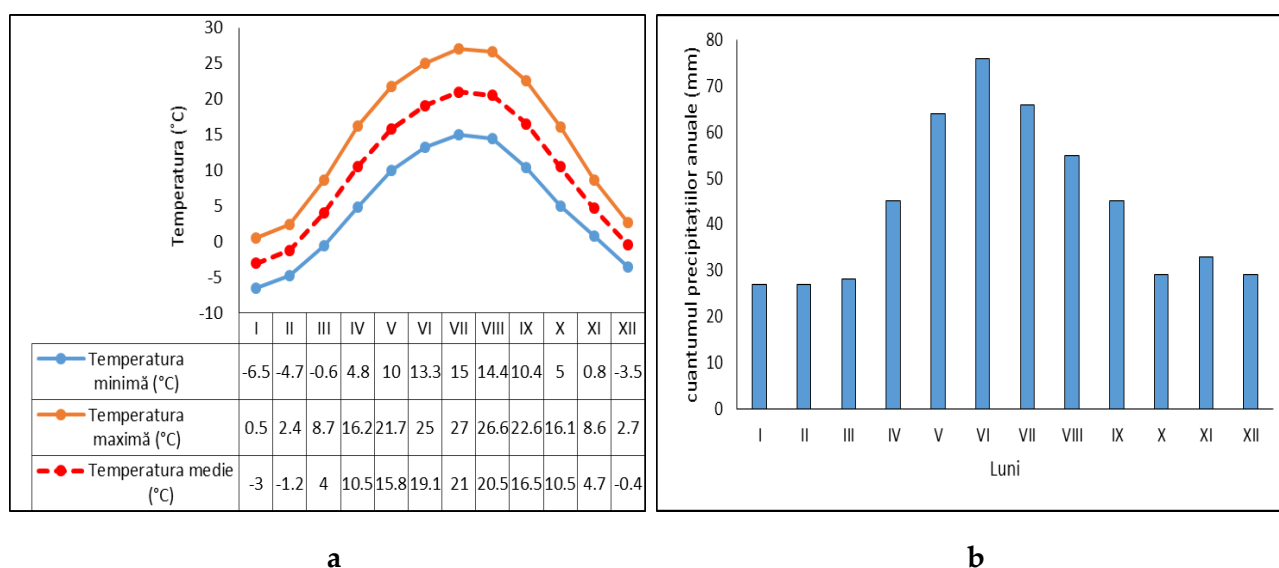 30
25
20
15
10
5
0
-5
-10
Temperatura (°C)
I II III IV V VI VII VIII IX X XI XII
Temperatura minimă (°C) -6.5 -4.7 -0.6 4.8 10 13.3 15 14.4 10.4 5 0.8 -3.5
Temperatura maximă (°C) 0.5 2.4 8.7 16.2 21.7 25 27 26.6 22.6 16.1 8.6 2.7
Temperatura medie (°C) -3 -1.2 4 10.5 15.8 19.1 21 20.5 16.5 10.5 4.7 -0.4
a
cuantumul precipitațiilor anuale (mm)
80
70
60
50
40
30
20
10
0
I II III IV V VI VII VIII IX X XI XII
Luni
b